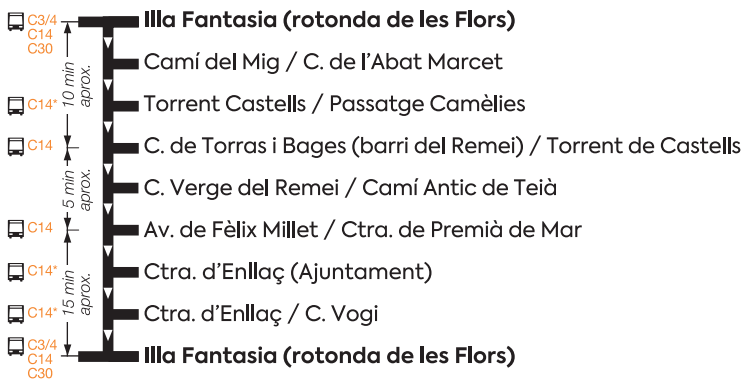 C3/4
C14
C30
Illa Fantasia (rotonda de les Flors)
Camí del Mig / C. de l'Abat Marcet
10 min
aprox.
C14*
Torrent Castells / Passatge Camèlies
C14
C. de Torras i Bages (barri del Remei) / Torrent de Castells
5 min
aprox.
C. Verge del Remei / Camí Antic de Teià
C14
Av. de Fèlix Millet / Ctra. de Premià de Mar
C14*
Ctra. d'Enllaç (Ajuntament)
15 min
aprox.
C14*
Ctra. d'Enllaç / C. Vogi
C3/4
C14
C30
Illa Fantasia (rotonda de les Flors)